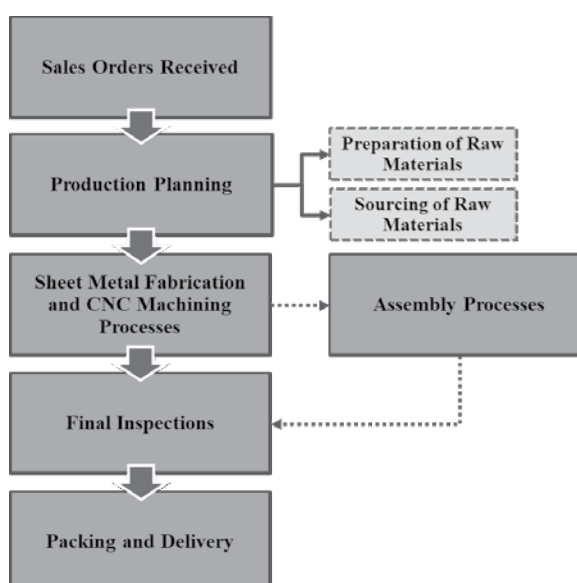 Sales Orders Received
Production Planning
Preparation of Raw
Materials
Sourcing of Raw
Materials
Sheet Metal Fabrication
and CNC Machining
Processes
Assembly Processes
Final Inspections
Packing and Delivery